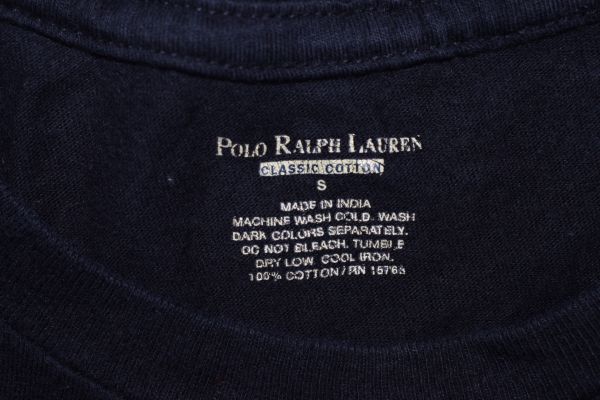 POLO RALPH LAUREN
CLASSIC COTTON
S
MADE IN INDIA
MACHINE WASH COLD. WASH
DARK COLORS SEPARATELY.
DO NOT BLEACH. TUMBLE
DRY LOW. COOL IRON.
100% COTTON/RN